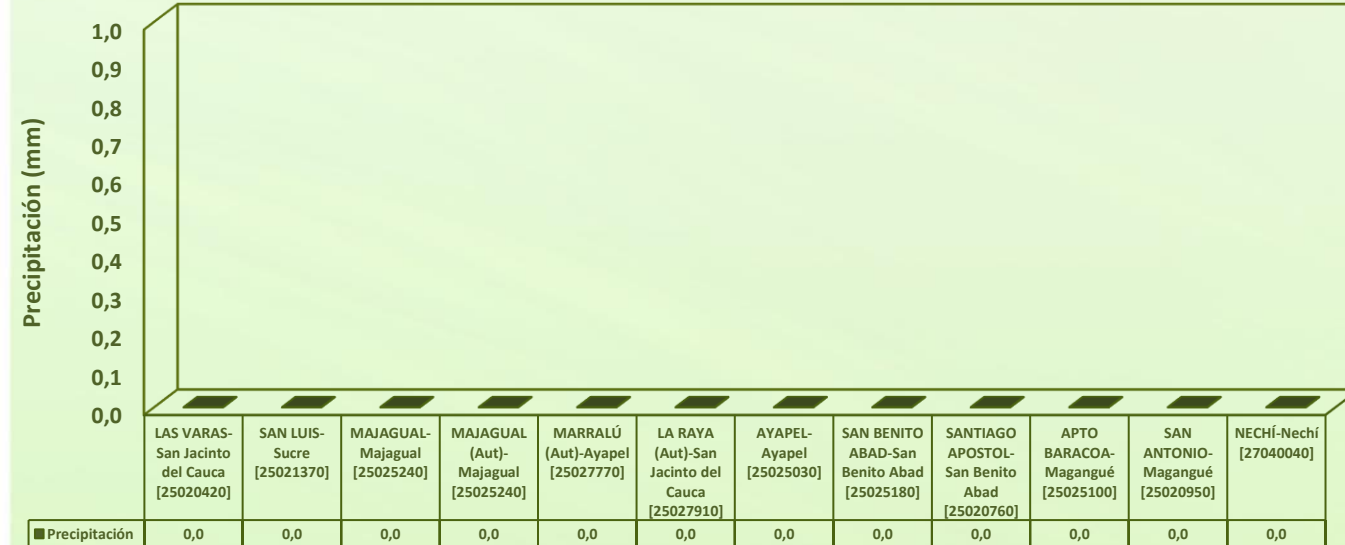 Precipitación (mm)
1,0
0,9
0,8
0,7
0,6
0,5
0,4
0,3
0,2
0,1
0,0
LAS VARAS-
San Jacinto
del Cauca
[25020420]
SAN LUIS-
Sucre
[25021370]
MAJAGUAL-
Majagual
[25025240]
MAJAGUAL
(Aut)-
Majagual
[25025240]
MARRALÚ
(Aut)-Ayapel
[25027770]
LA RAYA
(Aut)-San
Jacinto del
Cauca
[25027910]
AYAPEL-
Ayapel
[25025030]
SAN BENITO
ABAD-San
Benito Abad
[25025180]
SANTIAGO
APOSTOL-
San Benito
Abad
[25020760]
APTO
BARACOA-
Magangué
[25025100]
SAN
ANTONIO-
Magangué
[25020950]
NECHÍ-Nechí
[27040040]
Precipitación 0,0 0,0 0,0 0,0 0,0 0,0 0,0 0,0 0,0 0,0 0,0 0,0